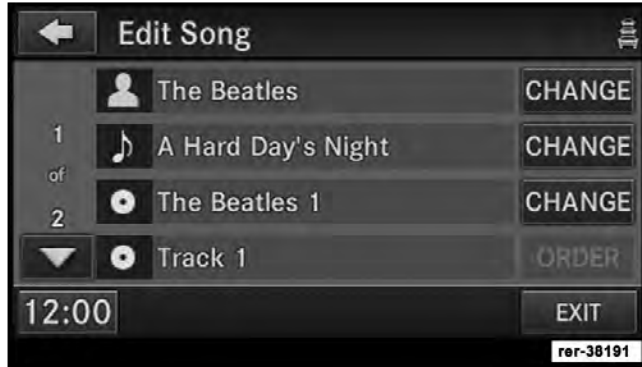 Edit Song
The Beatles CHANGE
1 A Hard Day's Night CHANGE
of
2 The Beatles 1 CHANGE
Track 1 ORDER
12:00 EXIT
rer-38191